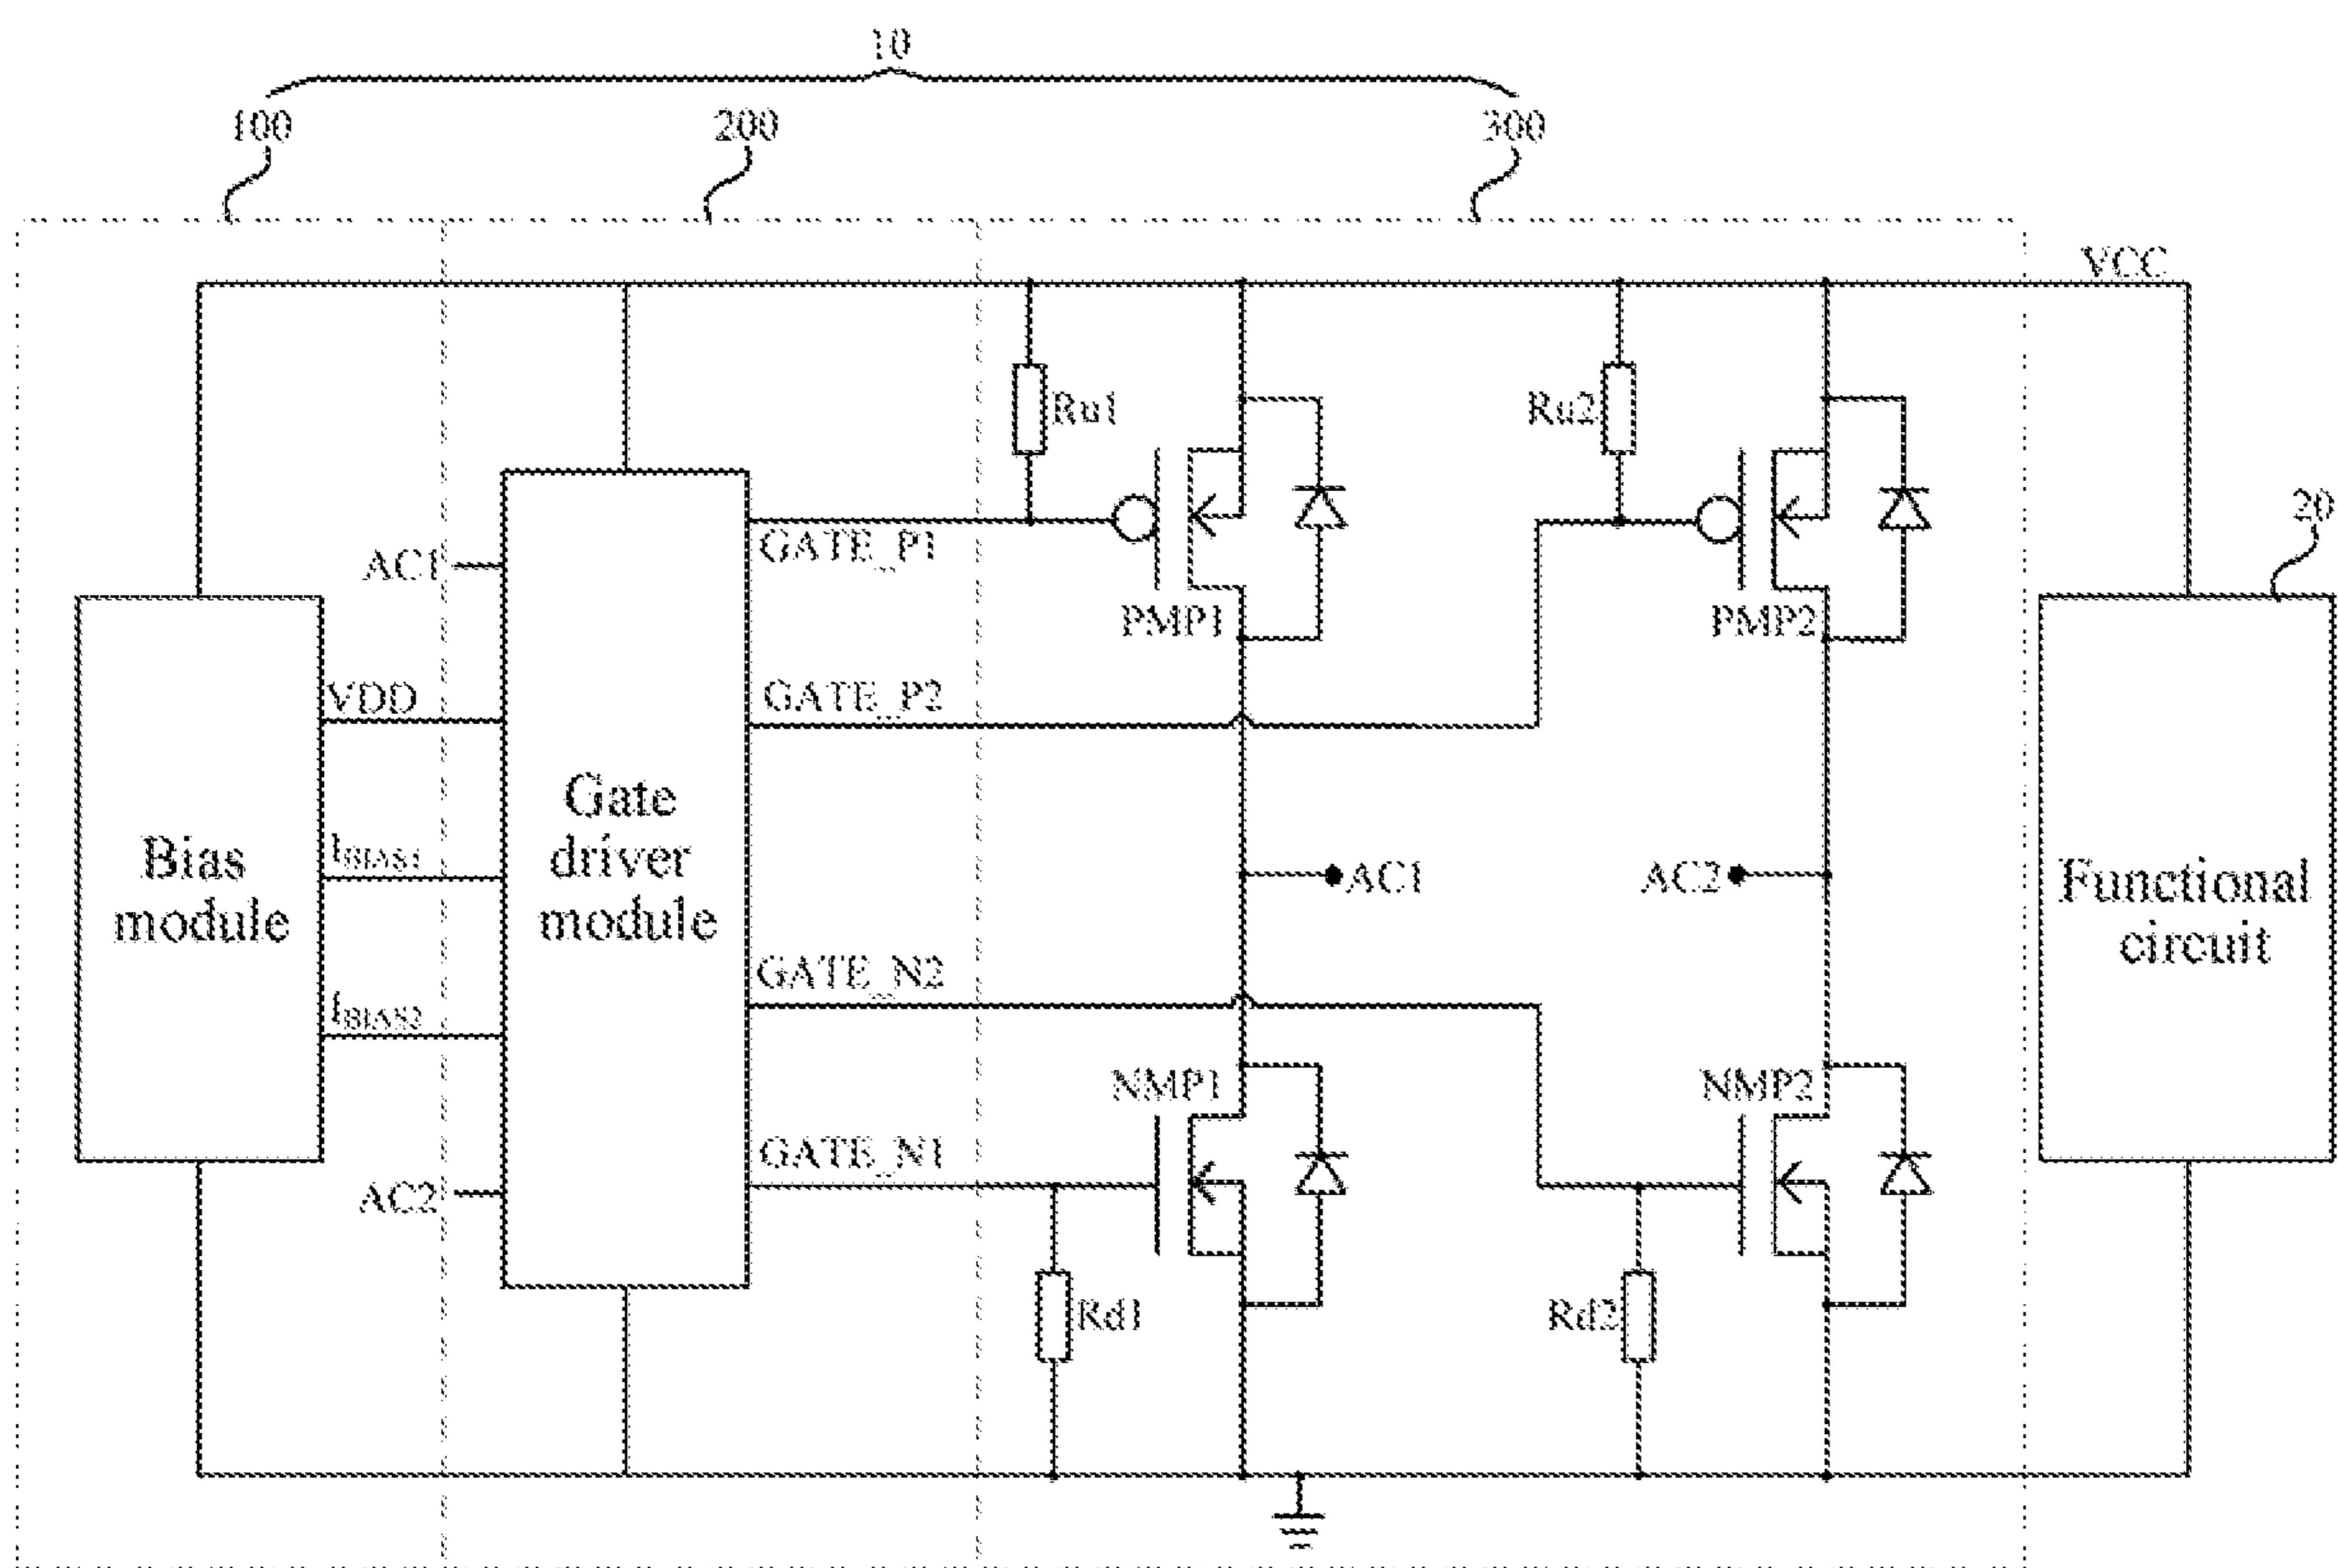 10
100
200
300
VCC
Ru1
Ru2
20
AC1
GATE_P1
PMP1
PMP2
VDD
GATE_P2
Gate
driver
module
Bias
module
IBIAS1
AC1
AC2
Functional
circuit
GATE_N2
IBIAS2
NMP1
NMP2
GATE_N1
AC2
Rd1
Rd2